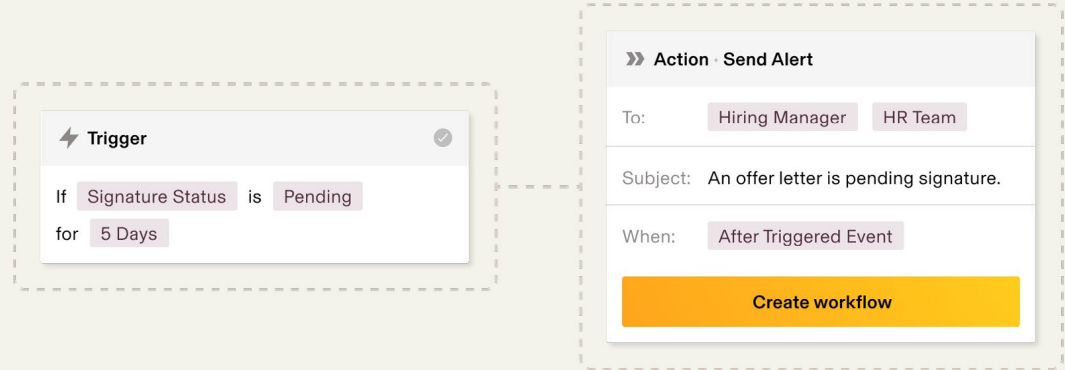 Trigger
If Signature Status is Pending
for 5 Days
Action · Send Alert
To: Hiring Manager HR Team
Subject: An offer letter is pending signature.
When: After Triggered Event
Create workflow